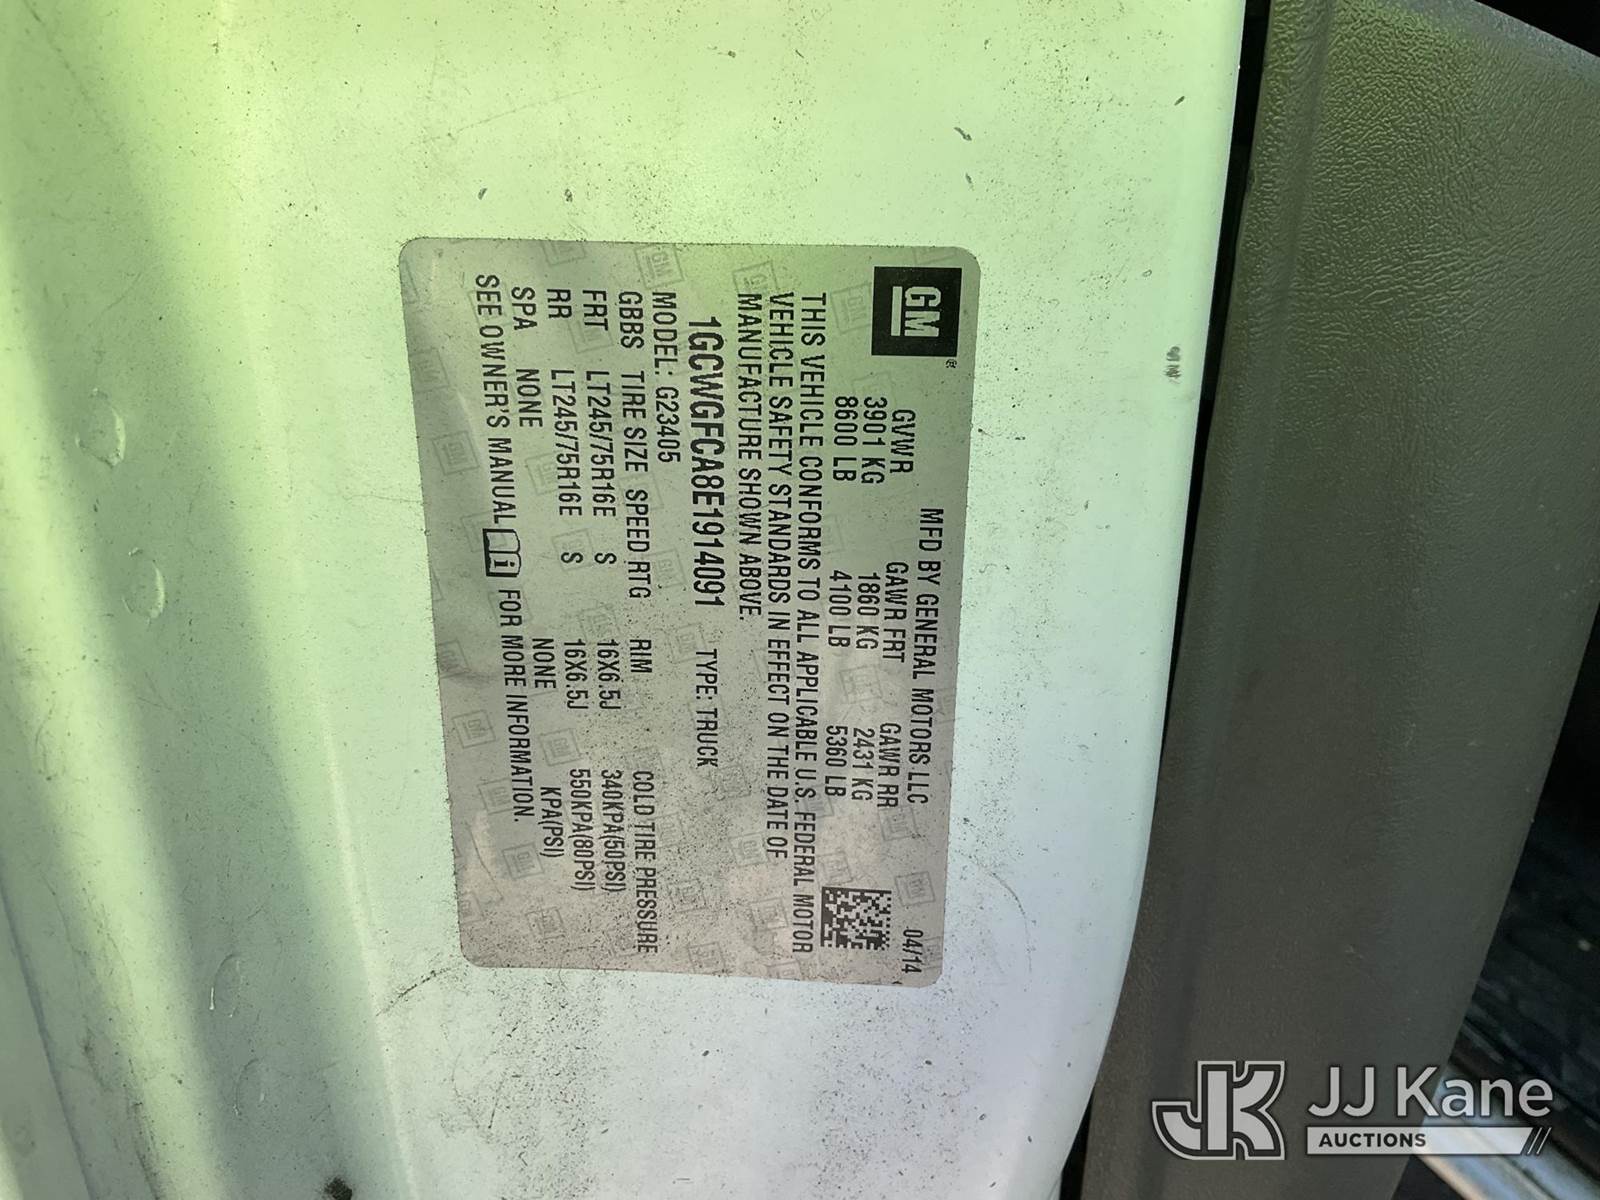 GM®
MFD BY GENERAL MOTORS LLC 04/14
GVWR GAWR FRT GAWR RR
3901 KG 1860 KG 2431 KG
8600 LB 4100 LB 5360 LB
THIS VEHICLE CONFORMS TO ALL APPLICABLE U.S. FEDERAL MOTOR
VEHICLE SAFETY STANDARDS IN EFFECT ON THE DATE OF
MANUFACTURE SHOWN ABOVE.
1GCWGFCA8E1914091 TYPE: TRUCK
MODEL: G23405
GBBS TIRE SIZE SPEED RTG RIM COLD TIRE PRESSURE
FRT LT245/75R16E S 16X6.5J 340KPA(50PSI)
RR LT245/75R16E S 16X6.5J 550KPA(80PSI)
SPA NONE NONE KPA(PSI)
SEE OWNER'S MANUAL i FOR MORE INFORMATION.
JK JJ Kane
AUCTIONS